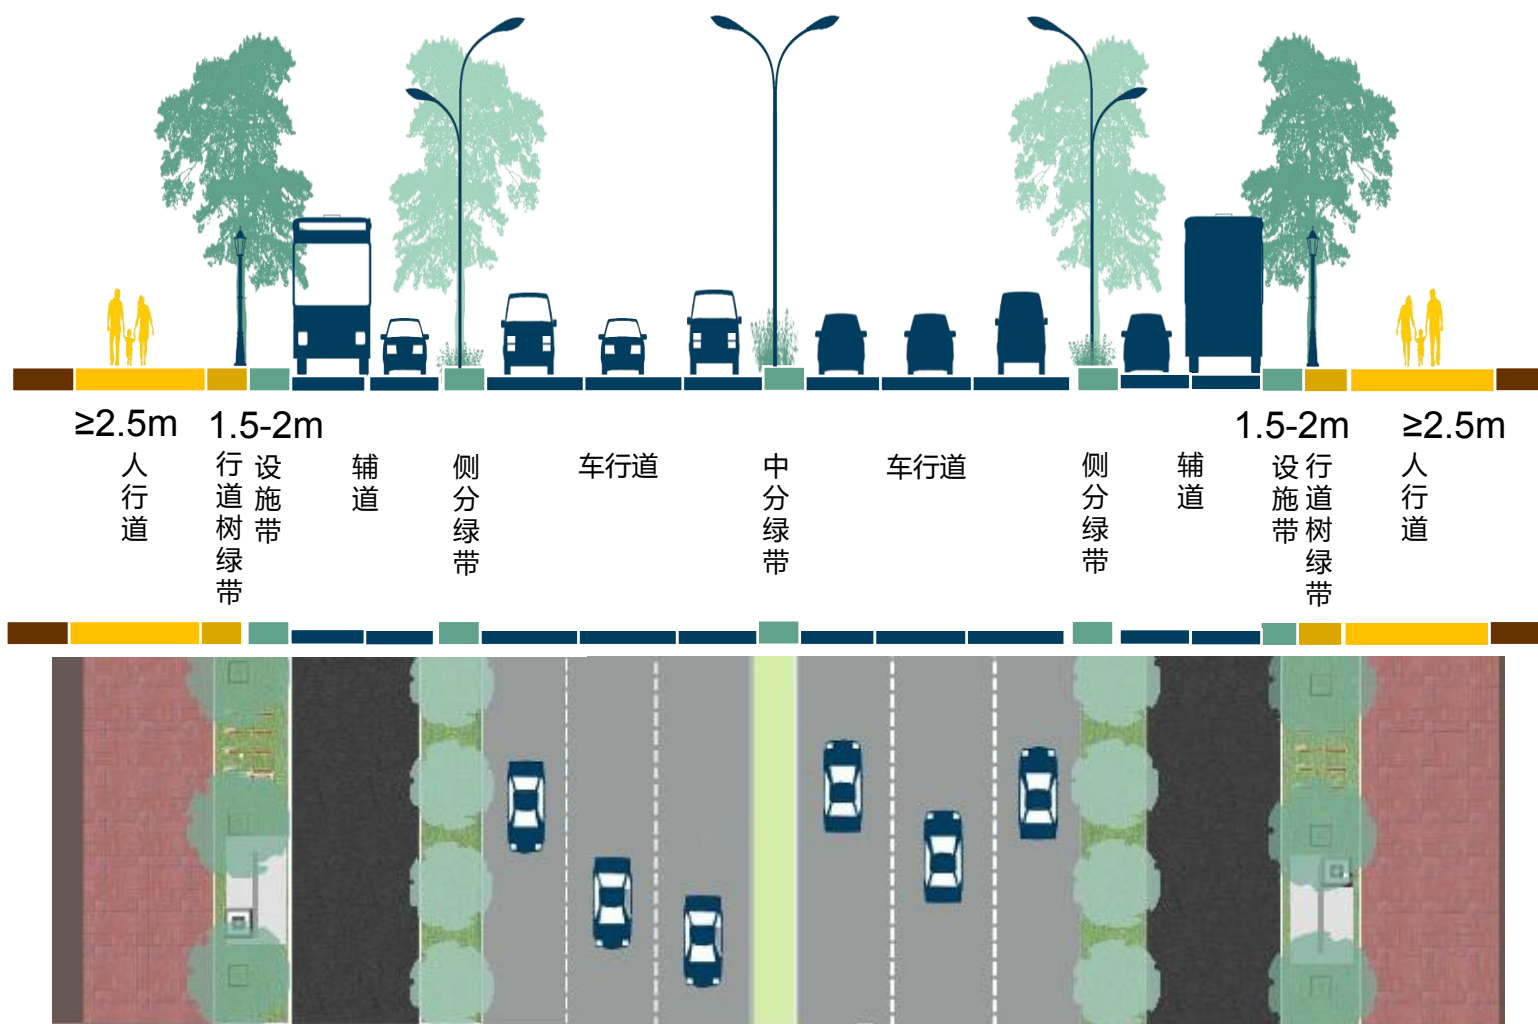 ≥2.5m
1.5-2m
1.5-2m
≥2.5m
人行道
行道树绿带
设施带
辅道
侧分绿带
车行道
中分绿带
车行道
侧分绿带
辅道
设施带
行道树绿带
人行道